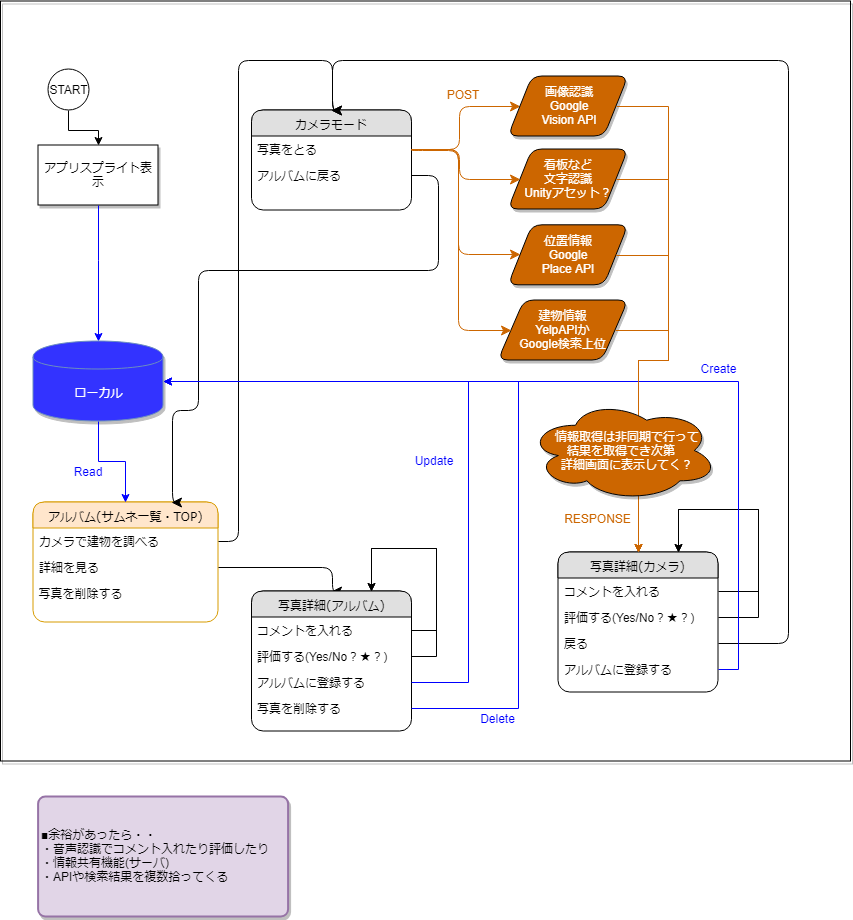 START
アプリスプライト表
示
ローカル
Read
アルバム(サムネ一覧・TOP)
カメラで建物を調べる
詳細を見る
写真を削除する
カメラモード
写真をとる
アルバムに戻る
POST
画像認識
Google
Vision API
看板など
文字認識
Unityアセット？
位置情報
Google
Place API
建物情報
YelpAPIか
Google検索上位
Create
Update
情報取得は非同期で行って
結果を取得でき次第
詳細画面に表示してく？
RESPONSE
写真詳細(アルバム)
コメントを入れる
評価する(Yes/No？★？)
アルバムに登録する
写真を削除する
Delete
写真詳細(カメラ)
コメントを入れる
評価する(Yes/No？★？)
戻る
アルバムに登録する
■余裕があったら・・
・音声認識でコメント入れたり評価したり
・情報共有機能(サーバ)
・APIや検索結果を複数拾ってくる